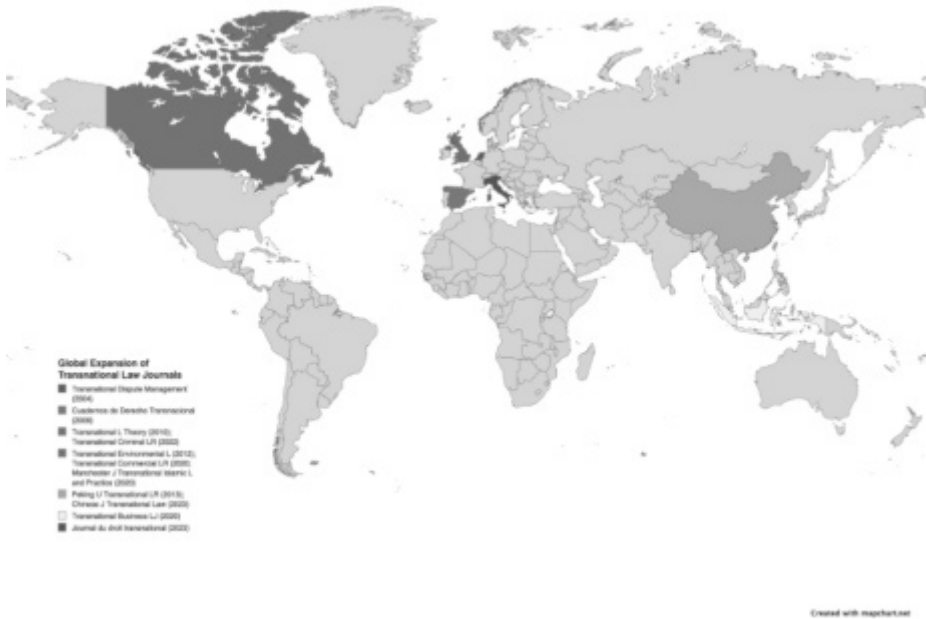 Global Expansion of
Transnational Law Journals
Transnational Dispute Management
(2004)
Cuadernos de Derecho Transnacional
(2009)
Transnational L Theory (2010);
Transnational Criminal LR (2022)
Transnational Environmental L (2012);
Transnational Commercial LR (2020);
Manchester J Transnational Islamic L
and Practice (2020)
Peking U Transnational LR (2013);
Chinese J Transnational Law (2023)
Transnational Business LJ (2020)
Journal du droit transnational (2023)
Created with mapchart.net